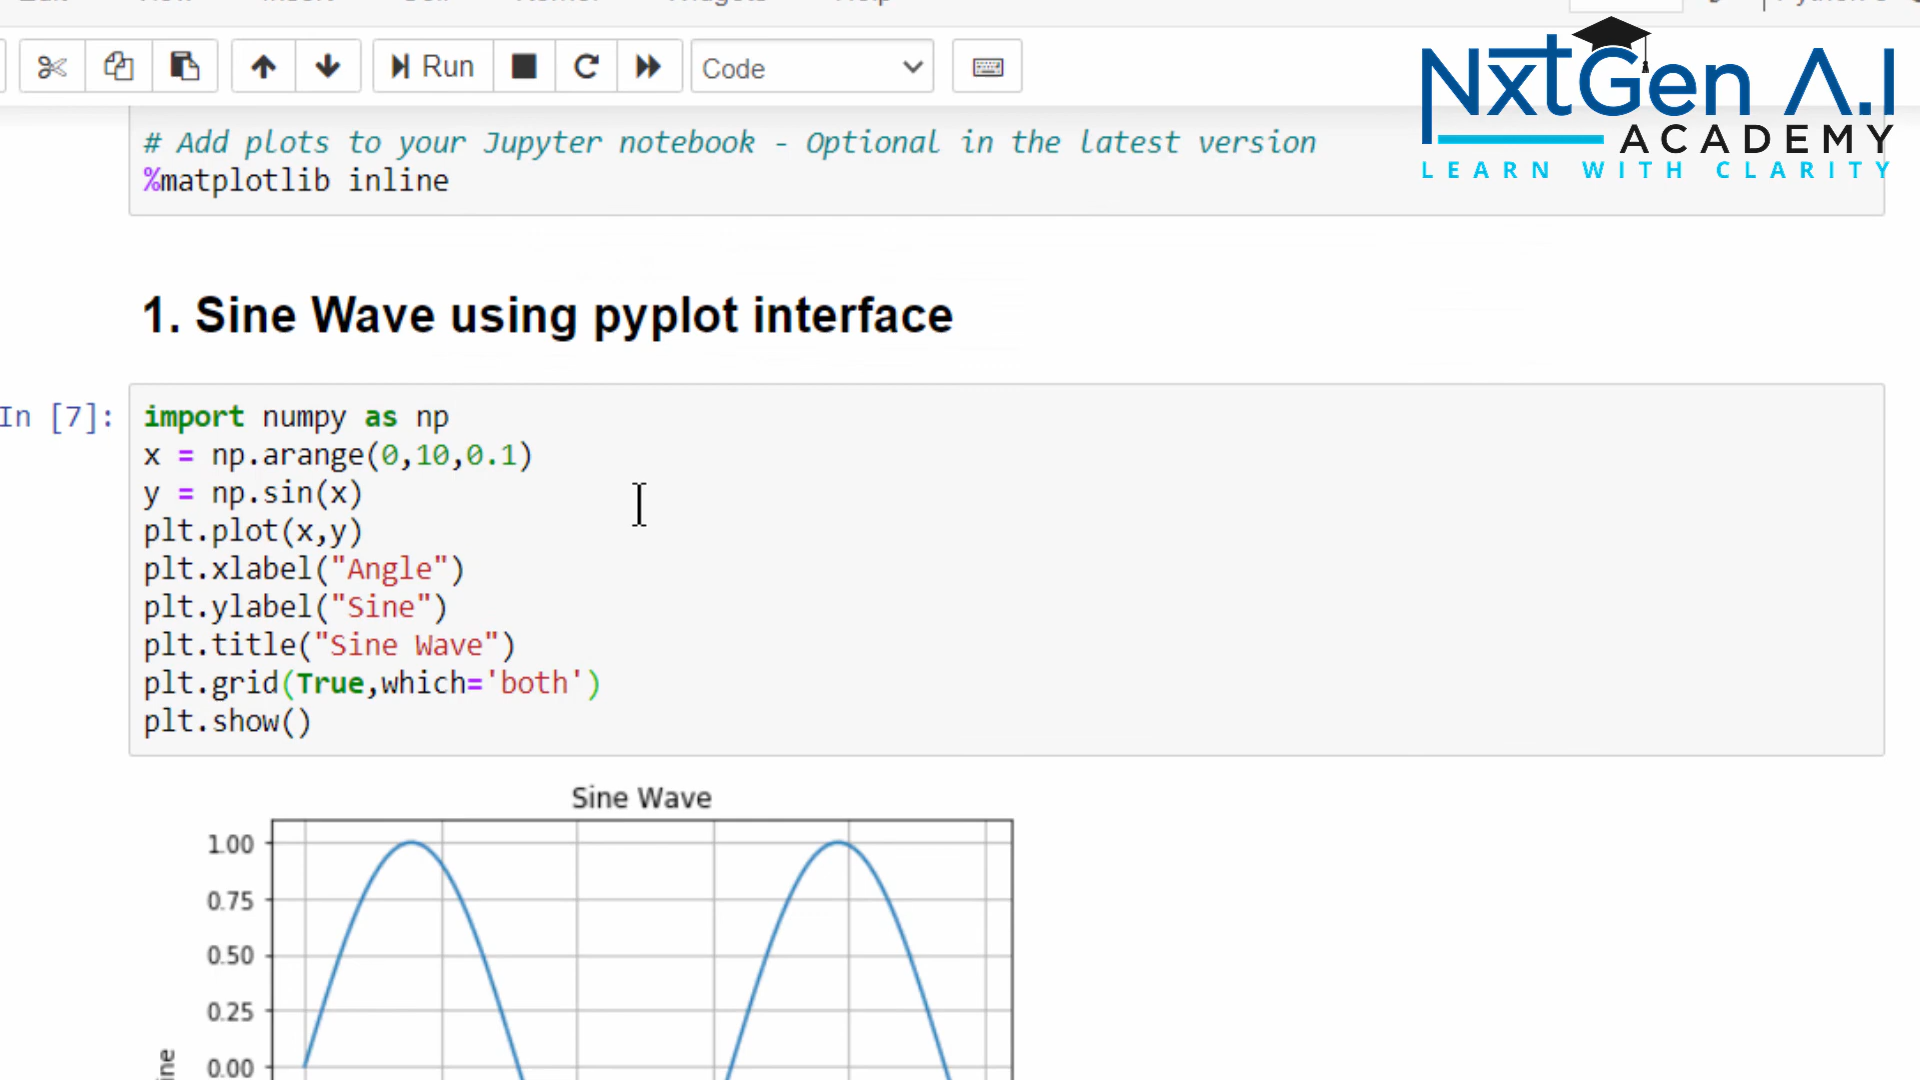 Run
Code
NxtGen A.I
ACADEMY
LEARN WITH CLARITY
# Add plots to your Jupyter notebook - Optional in the latest version
%matplotlib inline
1. Sine Wave using pyplot interface
In [7]:
import numpy as np
x = np.arange(0,10,0.1)
y = np.sin(x)
plt.plot(x,y)
plt.xlabel("Angle")
plt.ylabel("Sine")
plt.title("Sine Wave")
plt.grid(True,which='both')
plt.show()
Sine Wave
1.00
0.75
0.50
0.25
0.00